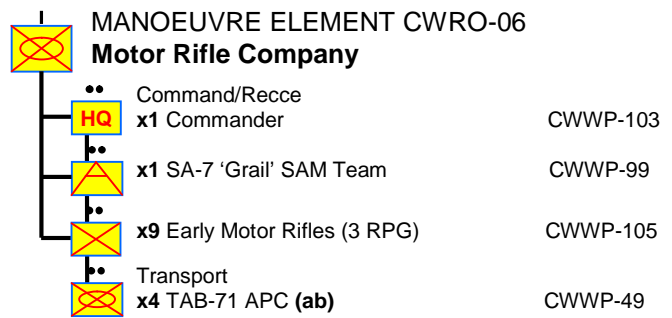 MANOEUVRE ELEMENT CWRO-06
Motor Rifle Company
Command/Recce
HQ x1 Commander CWWP-103
x1 SA-7 ‘Grail’ SAM Team CWWP-99
x9 Early Motor Rifles (3 RPG) CWWP-105
Transport
x4 TAB-71 APC (ab) CWWP-49